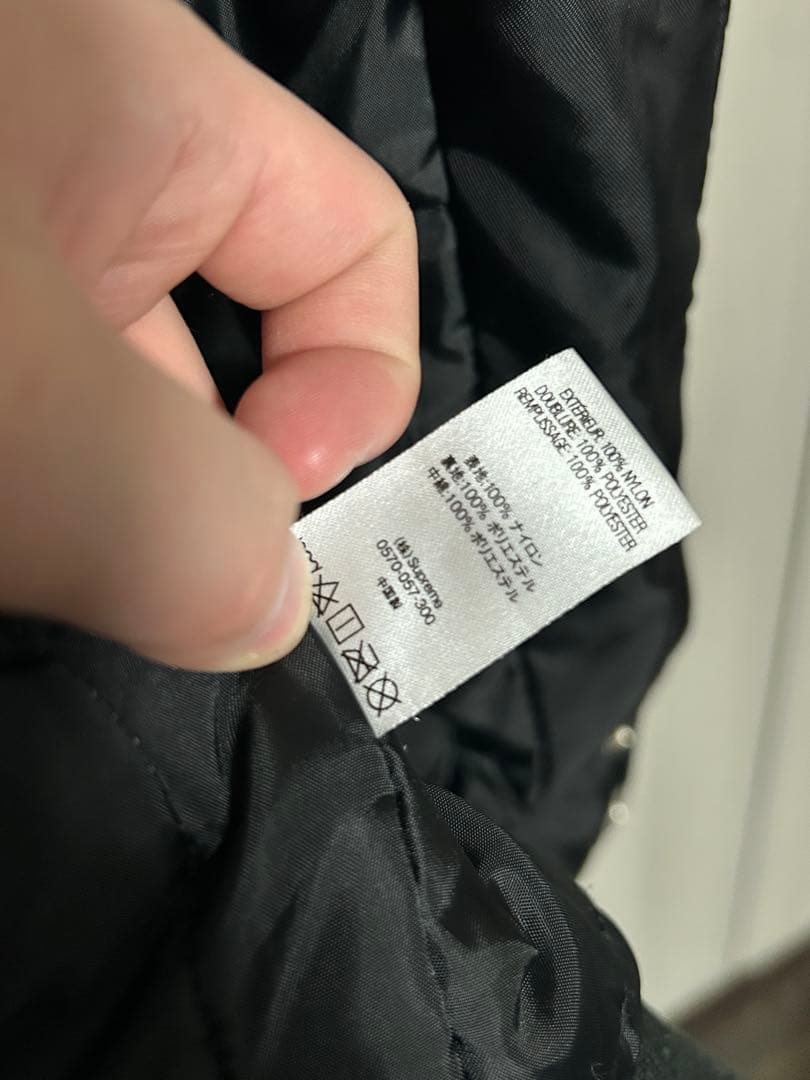 EXTERIEUR: 100% NYLON
DOUBLURE: 100% POLYESTER
REMPLISSAGE: 100% POLYESTER
表地:100% ナイロン
裏地:100% ポリエステル
中綿:100% ポリエステル
(株) Supreme
0570-057-300
中国製